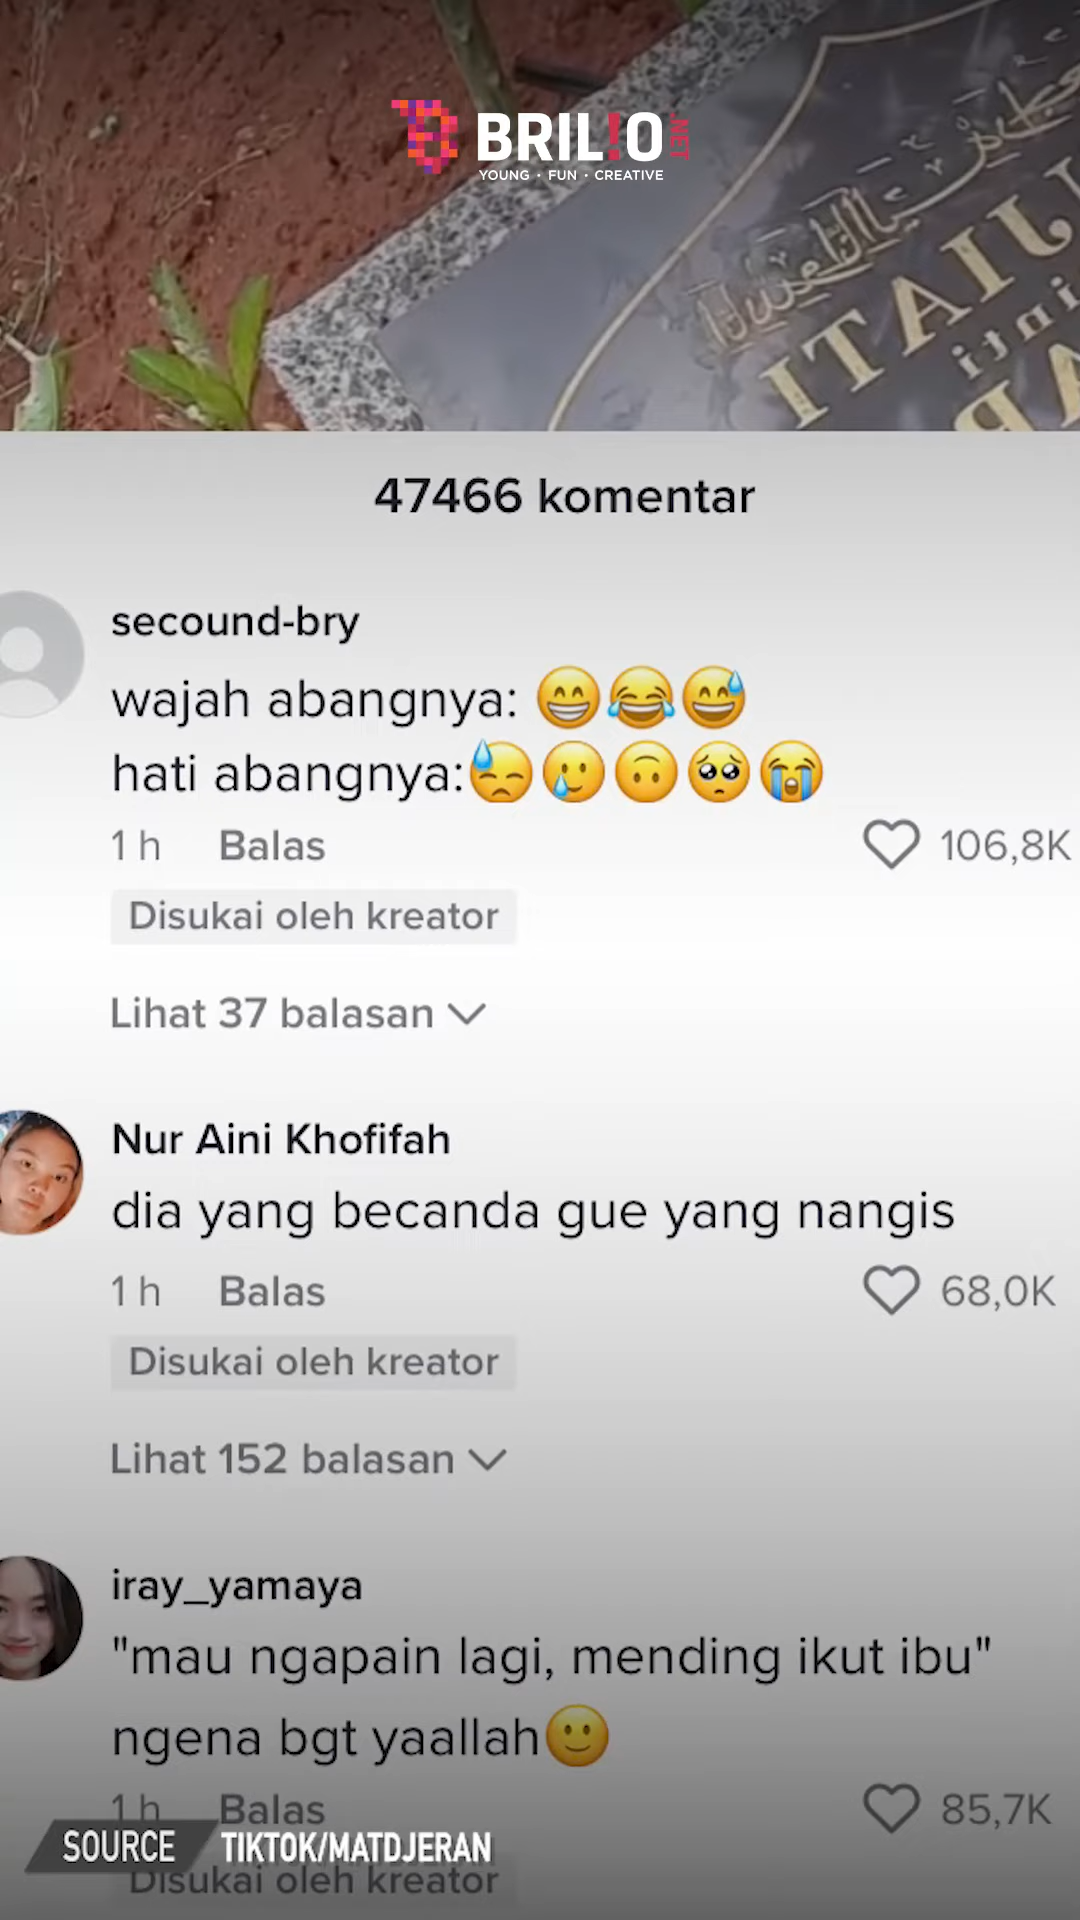 BRIL!O.NET
YOUNG · FUN · CREATIVE
JIATI
47466 komentar
secound-bry
wajah abangnya: 😁😂😅
hati abangnya:😓🥲🙃🥺😭
1 h Balas 106,8K
Disukai oleh kreator
Lihat 37 balasan
Nur Aini Khofifah
dia yang becanda gue yang nangis
1 h Balas 68,0K
Disukai oleh kreator
Lihat 152 balasan
iray_yamaya
"mau ngapain lagi, mending ikut ibu"
ngena bgt yaallah🙂
1 h Balas 85,7K
SOURCE TIKTOK/MATDJERAN
Disukai oleh kreator